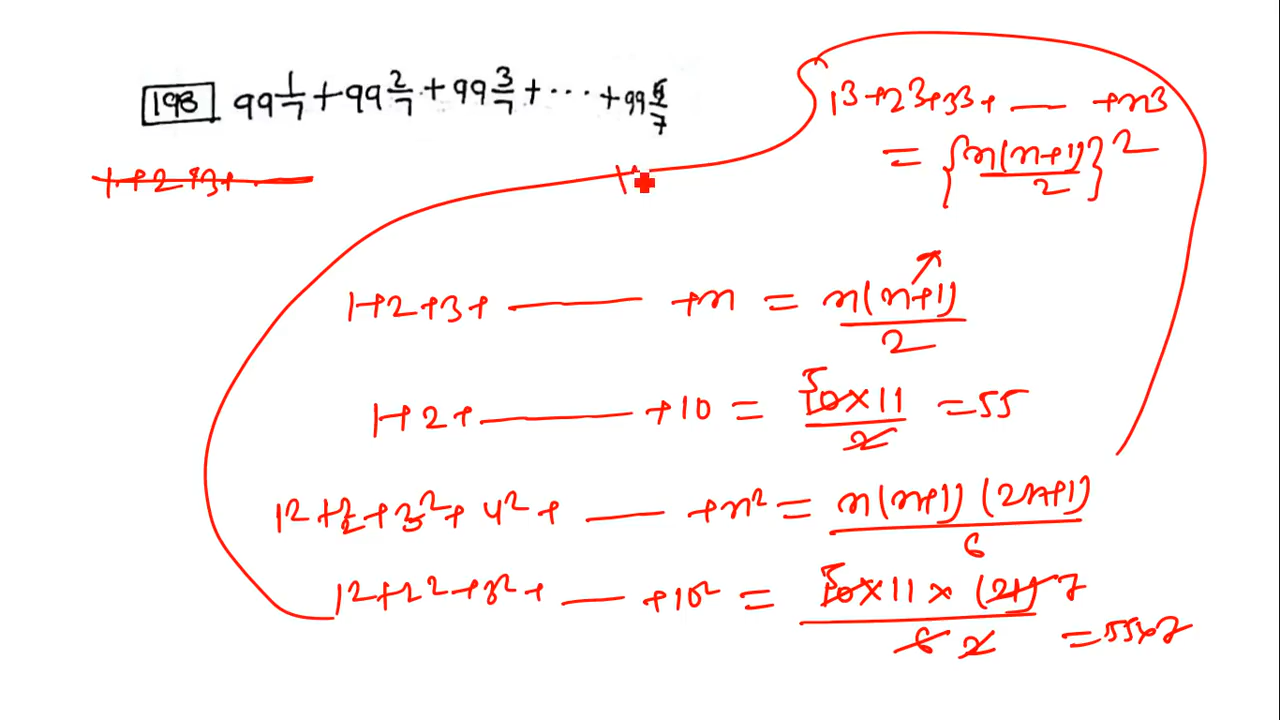 198 99 1/7 + 99 2/7 + 99 3/7 + ... + 99 6/7
1+2+3+
1³+2³+3³+ — +n³
= {n(n+1)/2}²
1+2+3+ — +n = n(n+1)/2
1+2+ — +10 = 10×11/2 = 55
1²+2²+3²+4²+ — +n² = n(n+1)(2n+1)/6
1²+2²+3²+ — +10² = 10×11×(21) 7/6 2 = 55×7